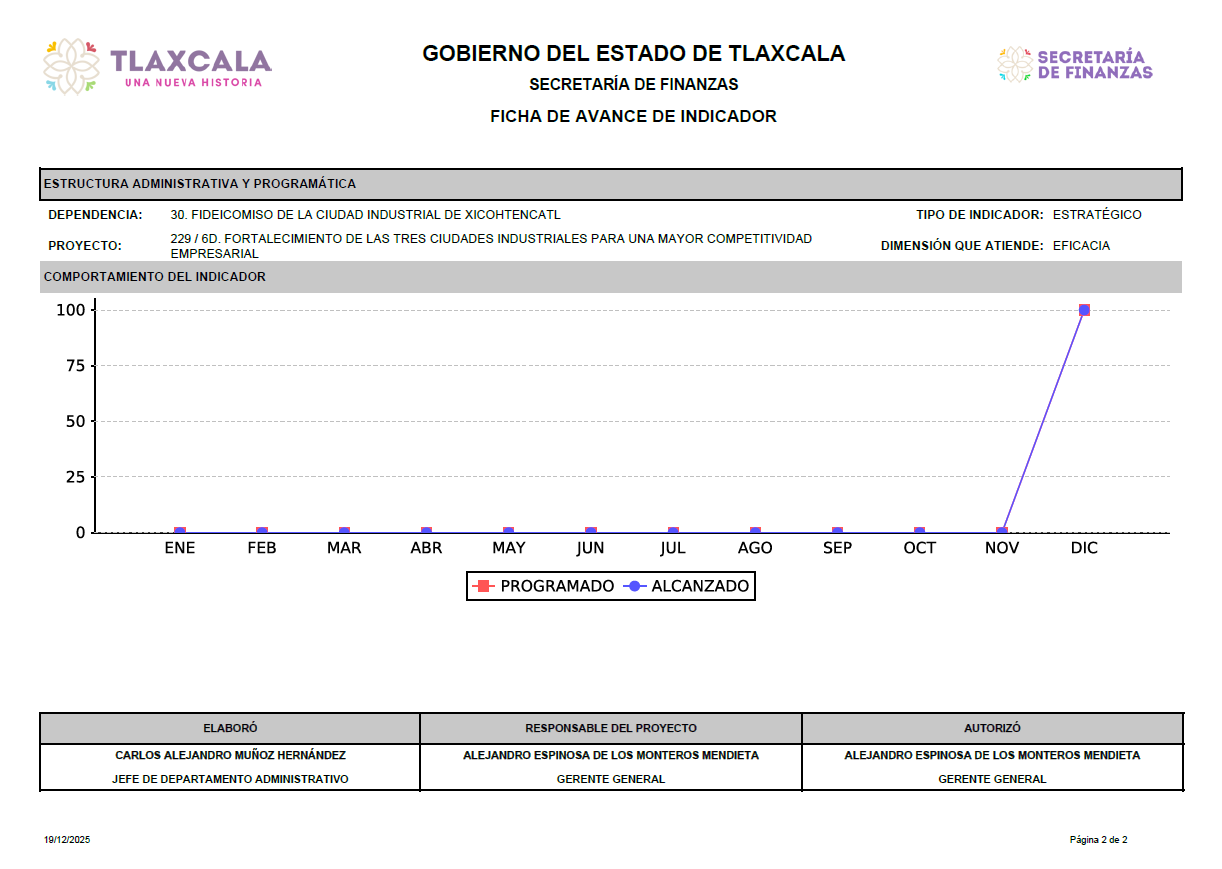 TLAXCALA
UNA NUEVA HISTORIA
GOBIERNO DEL ESTADO DE TLAXCALA
SECRETARÍA DE FINANZAS
FICHA DE AVANCE DE INDICADOR
SECRETARÍA
DE FINANZAS
ESTRUCTURA ADMINISTRATIVA Y PROGRAMÁTICA
DEPENDENCIA: 30. FIDEICOMISO DE LA CIUDAD INDUSTRIAL DE XICOHTENCATL TIPO DE INDICADOR: ESTRATÉGICO
PROYECTO: 229 / 6D. FORTALECIMIENTO DE LAS TRES CIUDADES INDUSTRIALES PARA UNA MAYOR COMPETITIVIDAD
EMPRESARIAL DIMENSIÓN QUE ATIENDE: EFICACIA
COMPORTAMIENTO DEL INDICADOR
100
75
50
25
0
ENE FEB MAR ABR MAY JUN JUL AGO SEP OCT NOV DIC
PROGRAMADO ALCANZADO
ELABORÓ RESPONSABLE DEL PROYECTO AUTORIZÓ
CARLOS ALEJANDRO MUÑOZ HERNÁNDEZ ALEJANDRO ESPINOSA DE LOS MONTEROS MENDIETA ALEJANDRO ESPINOSA DE LOS MONTEROS MENDIETA
JEFE DE DEPARTAMENTO ADMINISTRATIVO GERENTE GENERAL GERENTE GENERAL
19/12/2025 Página 2 de 2